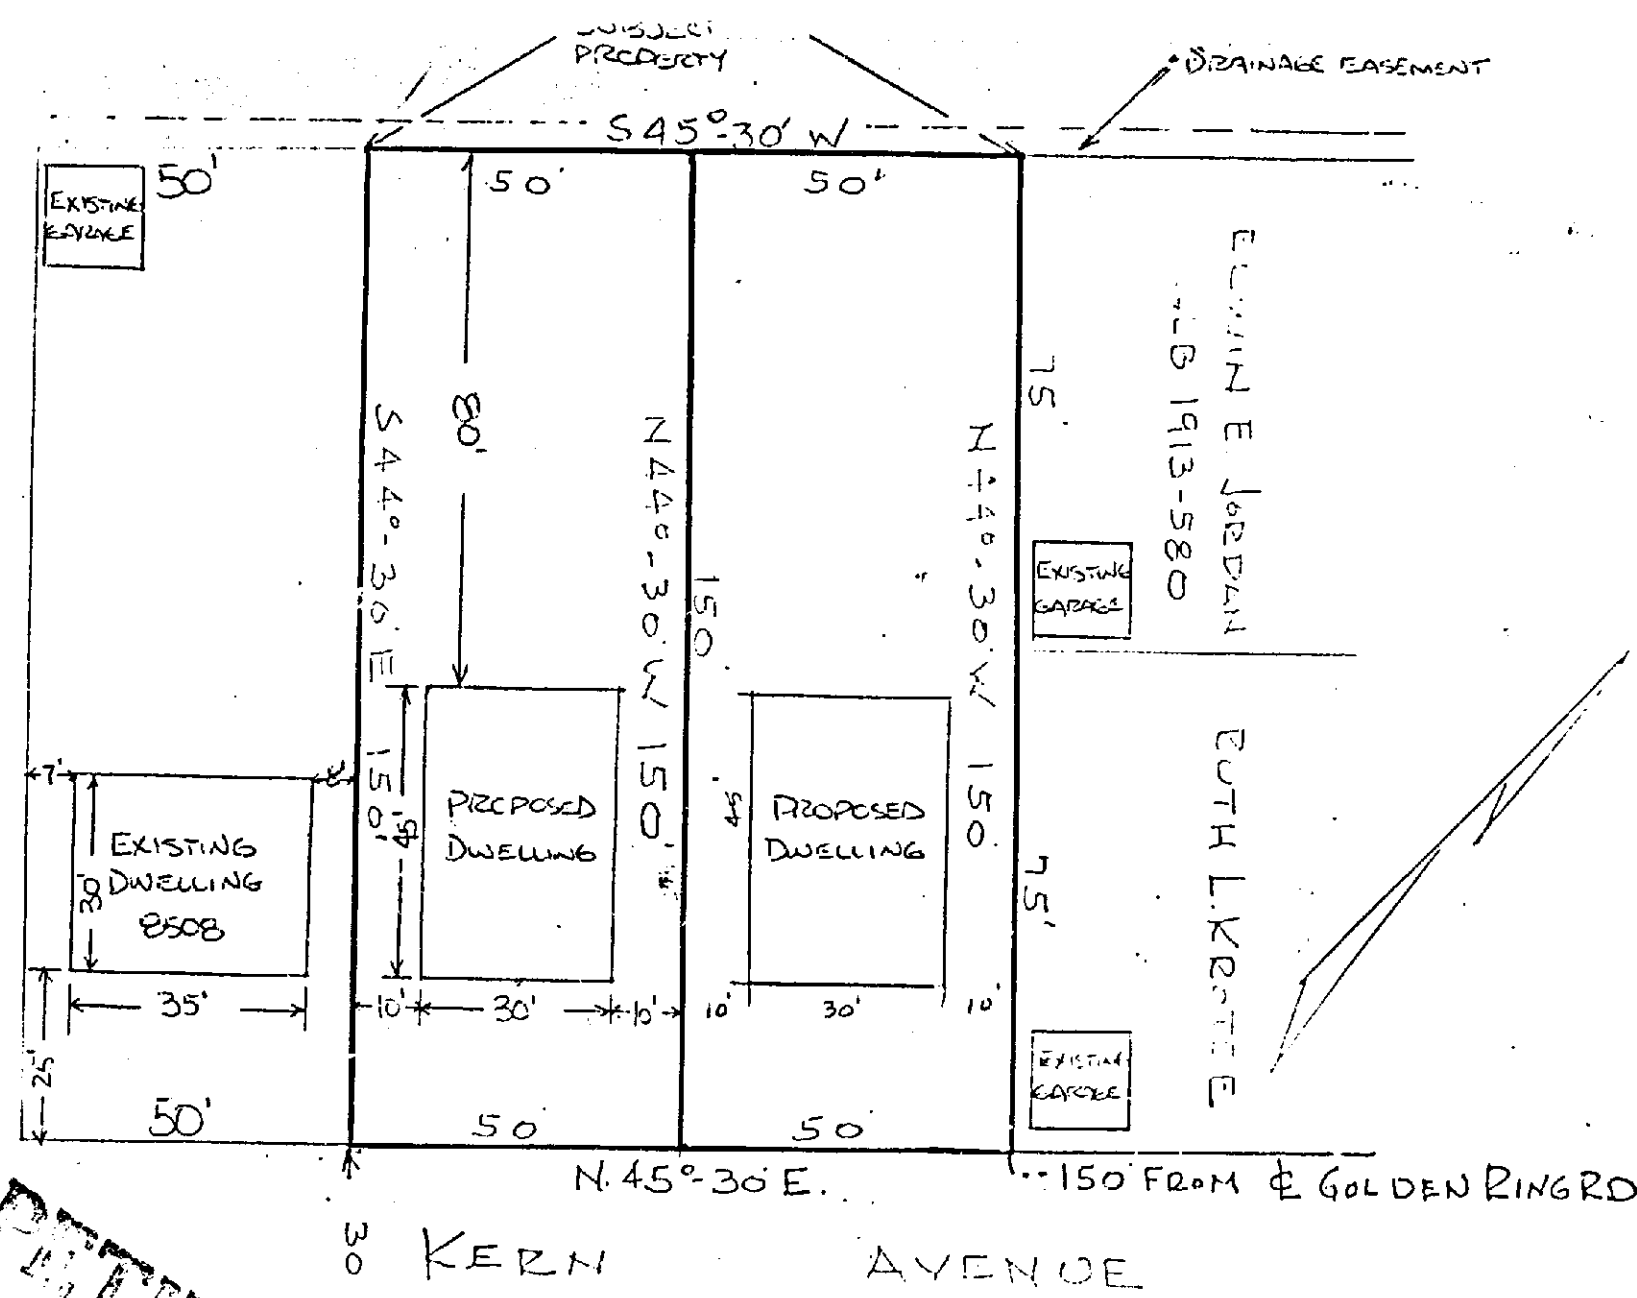 SUBJECT
PROPERTY
DRAINAGE EASEMENT
S 45°-30' W
50'
50'
50'
EXISTING
GARAGE
80'
S 44°-30' E 150'
N 44°-30' W 150'
150
N 44°-30' W 150'
75'
JORDAN
1913-580
EXISTING
GARAGE
7'
8'
EXISTING
DWELLING
8508
30'
35'
25'
PROPOSED
DWELLING
45'
10'
30'
10'
PROPOSED
DWELLING
45
10'
30'
10'
75'
RUTH L.
EXISTING
GARAGE
50'
50
50
N. 45°-30' E.
150' FROM ℄ GOLDEN RING RD
30
KERN AVENUE